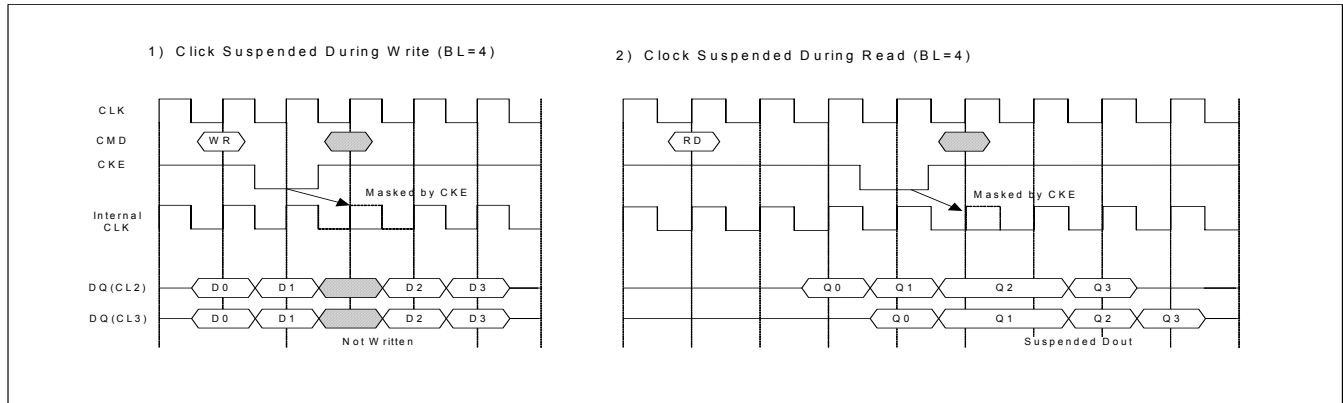 1) Click Suspended During Write (BL=4)
CLK
CMD
WR
CKE
Masked by CKE
Internal
CLK
DQ(CL2)
D0 D1 D2 D3
DQ(CL3)
D0 D1 D2 D3
Not Written
2) Clock Suspended During Read (BL=4)
RD
Masked by CKE
Q0 Q1 Q2 Q3
Q0 Q1 Q2 Q3
Suspended Dout